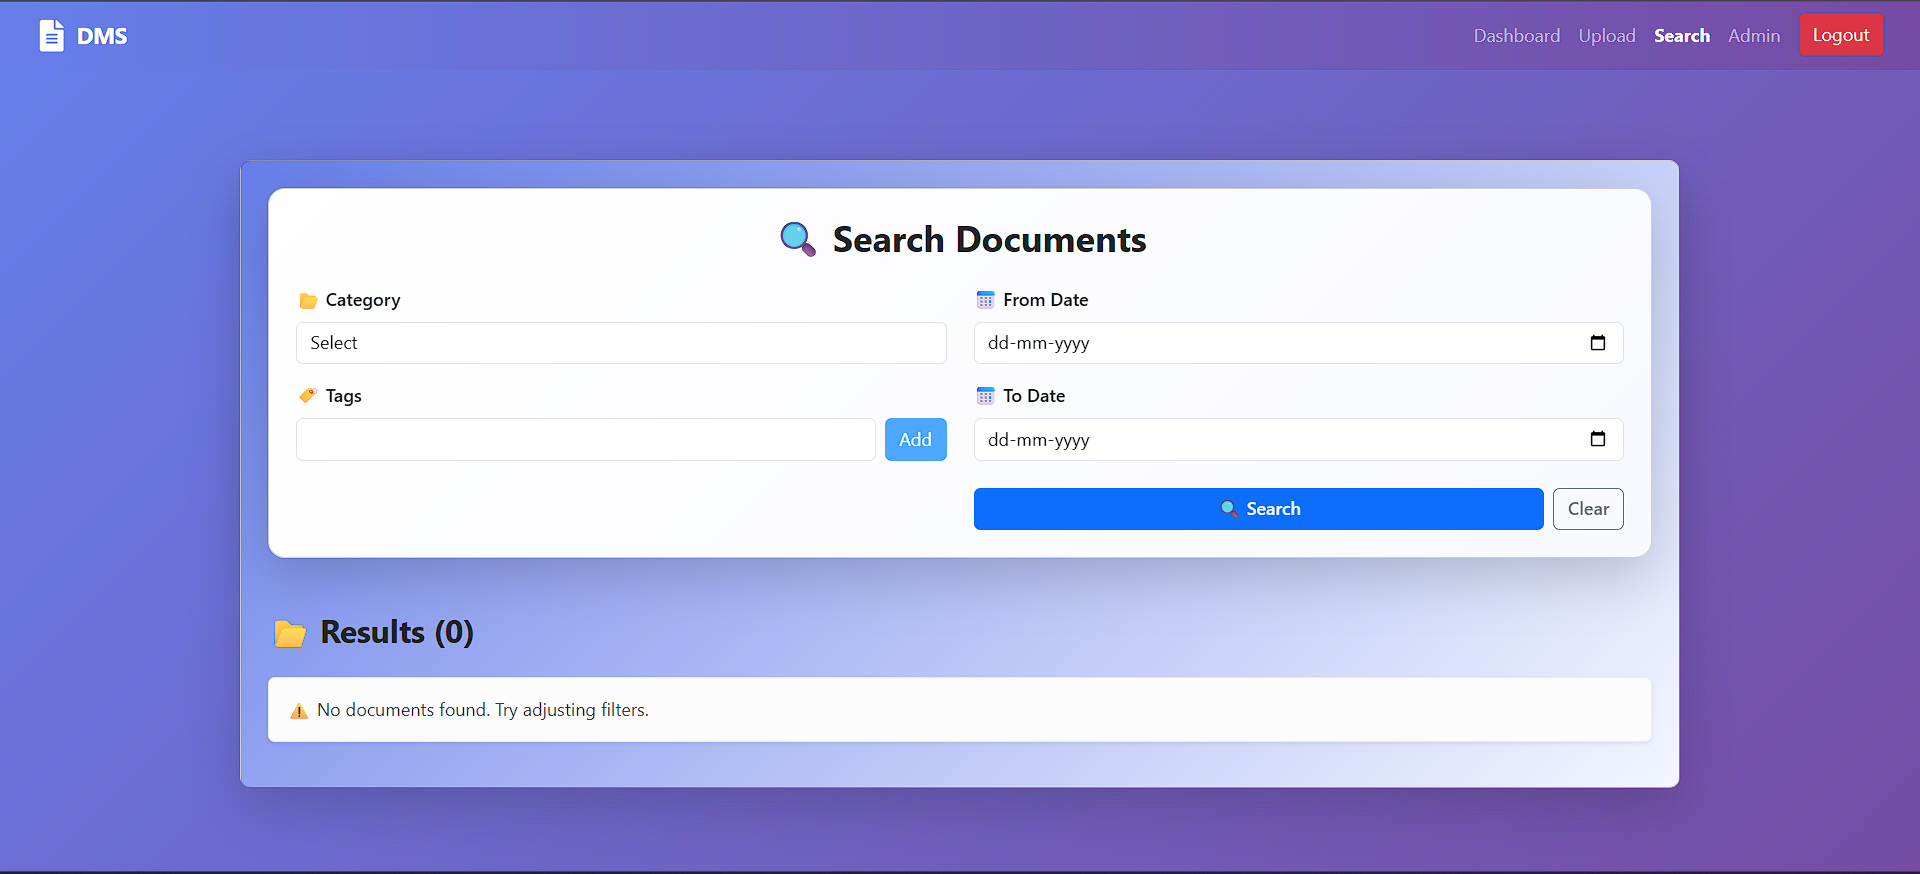 DMS
Dashboard Upload Search Admin Logout
Search Documents
Category
Select
From Date
dd-mm-yyyy
Tags
Add
To Date
dd-mm-yyyy
Search
Clear
Results (0)
No documents found. Try adjusting filters.